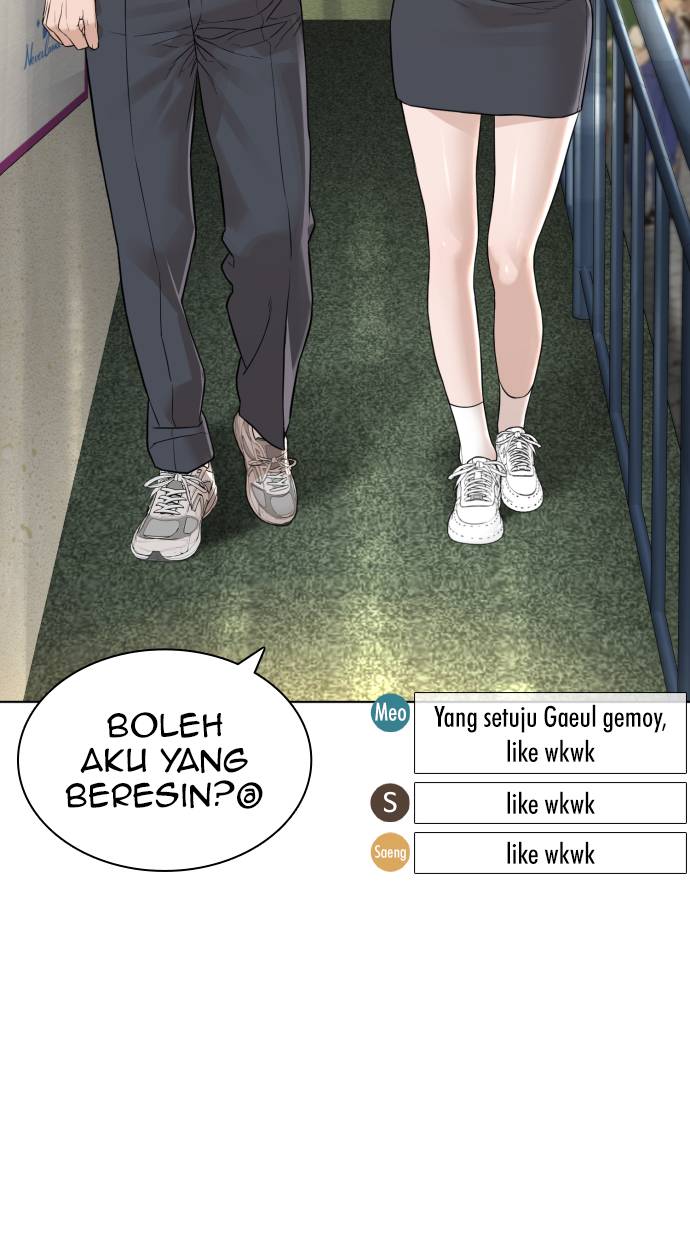 BOLEH
AKU YANG
BERESIN?
Meo
Yang setuju Gaeul gemoy,
like wkwk
S
like wkwk
Saeng
like wkwk